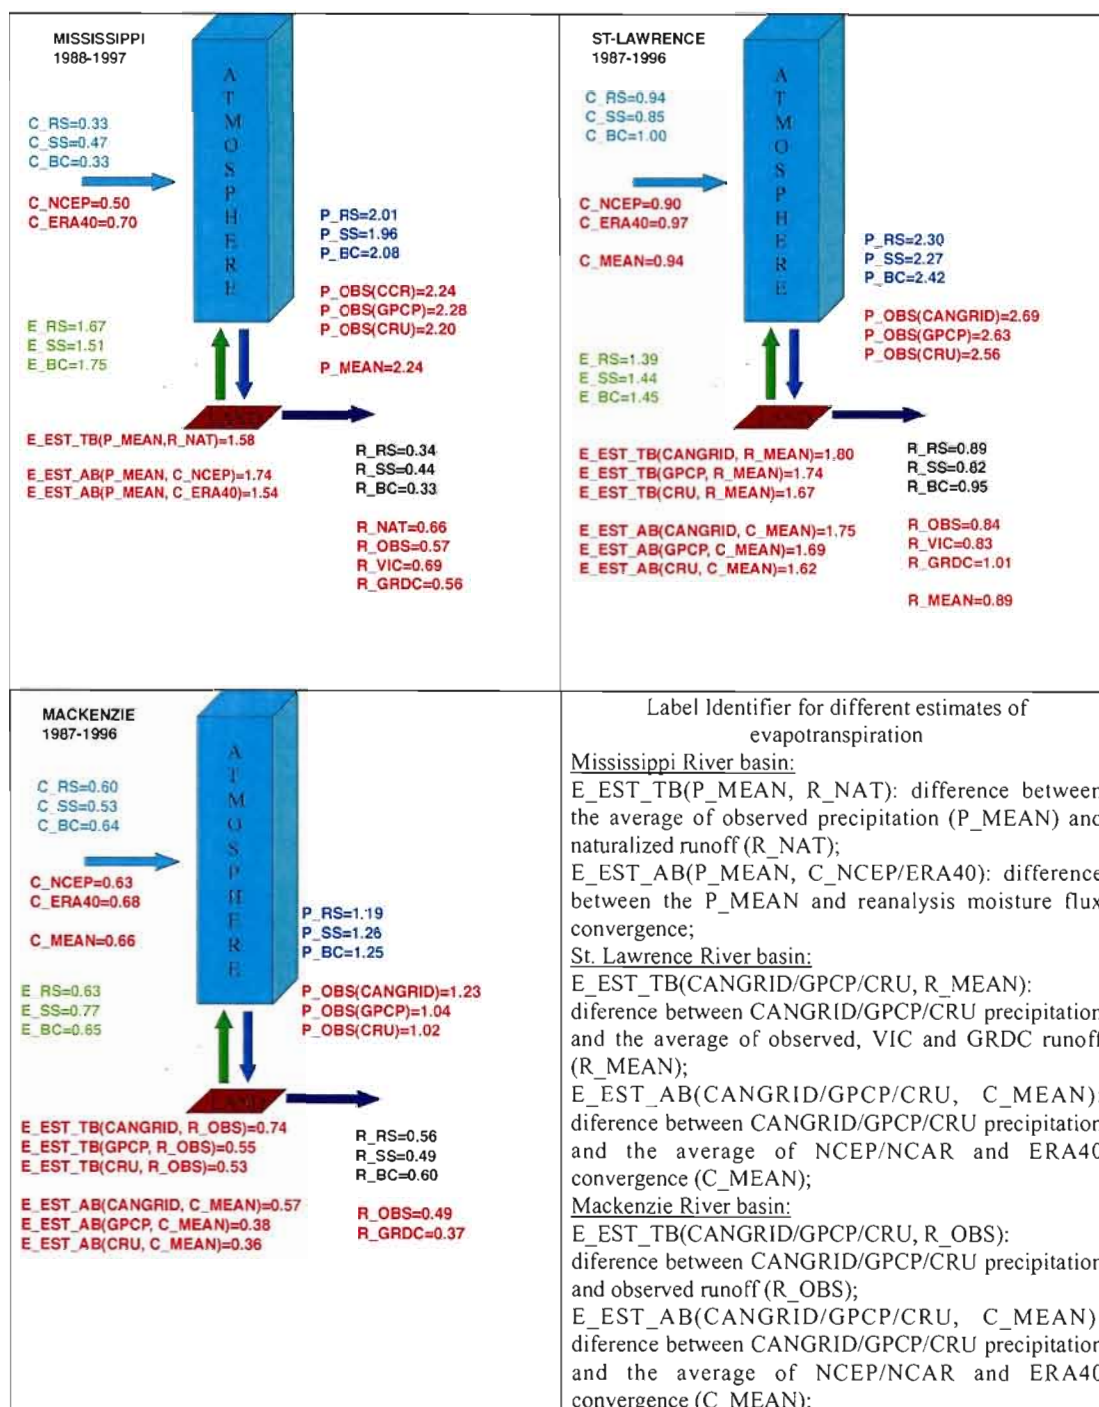 MISSISSIPPI
1988-1997
ATMOSPHERE
C_RS=0.33
C_SS=0.47
C_BC=0.33
C_NCEP=0.50
C_ERA40=0.70
P_RS=2.01
P_SS=1.96
P_BC=2.08
P_OBS(CCR)=2.24
P_OBS(GPCP)=2.28
P_OBS(CRU)=2.20
P_MEAN=2.24
E_RS=1.67
E_SS=1.51
E_BC=1.75
LAND
E_EST_TB(P_MEAN,R_NAT)=1.58
E_EST_AB(P_MEAN, C_NCEP)=1.74
E_EST_AB(P_MEAN, C_ERA40)=1.54
R_RS=0.34
R_SS=0.44
R_BC=0.33
R_NAT=0.66
R_OBS=0.57
R_VIC=0.69
R_GRDC=0.56
ST-LAWRENCE
1987-1996
ATMOSPHERE
C_RS=0.94
C_SS=0.85
C_BC=1.00
C_NCEP=0.90
C_ERA40=0.97
C_MEAN=0.94
P_RS=2.30
P_SS=2.27
P_BC=2.42
P_OBS(CANGRID)=2.69
P_OBS(GPCP)=2.63
P_OBS(CRU)=2.56
E_RS=1.39
E_SS=1.44
E_BC=1.45
LAND
E_EST_TB(CANGRID, R_MEAN)=1.80
E_EST_TB(GPCP, R_MEAN)=1.74
E_EST_TB(CRU, R_MEAN)=1.67
E_EST_AB(CANGRID, C_MEAN)=1.75
E_EST_AB(GPCP, C_MEAN)=1.69
E_EST_AB(CRU, C_MEAN)=1.62
R_RS=0.89
R_SS=0.82
R_BC=0.95
R_OBS=0.84
R_VIC=0.83
R_GRDC=1.01
R_MEAN=0.89
MACKENZIE
1987-1996
ATMOSPHERE
C_RS=0.60
C_SS=0.53
C_BC=0.64
C_NCEP=0.63
C_ERA40=0.68
C_MEAN=0.66
P_RS=1.19
P_SS=1.26
P_BC=1.25
P_OBS(CANGRID)=1.23
P_OBS(GPCP)=1.04
P_OBS(CRU)=1.02
E_RS=0.63
E_SS=0.77
E_BC=0.65
LAND
E_EST_TB(CANGRID, R_OBS)=0.74
E_EST_TB(GPCP, R_OBS)=0.55
E_EST_TB(CRU, R_OBS)=0.53
E_EST_AB(CANGRID, C_MEAN)=0.57
E_EST_AB(GPCP, C_MEAN)=0.38
E_EST_AB(CRU, C_MEAN)=0.36
R_RS=0.56
R_SS=0.49
R_BC=0.60
R_OBS=0.49
R_GRDC=0.37
Label Identifier for different estimates of
evapotranspiration
Mississippi River basin:
E_EST_TB(P_MEAN, R_NAT): difference between
the average of observed precipitation (P_MEAN) and
naturalized runoff (R_NAT);
E_EST_AB(P_MEAN, C_NCEP/ERA40): difference
between the P_MEAN and reanalysis moisture flux
convergence;
St. Lawrence River basin:
E_EST_TB(CANGRID/GPCP/CRU, R_MEAN):
diference between CANGRID/GPCP/CRU precipitation
and the average of observed, VIC and GRDC runoff
(R_MEAN);
E_EST_AB(CANGRID/GPCP/CRU, C_MEAN):
diference between CANGRID/GPCP/CRU precipitation
and the average of NCEP/NCAR and ERA40
convergence (C_MEAN);
Mackenzie River basin:
E_EST_TB(CANGRID/GPCP/CRU, R_OBS):
diference between CANGRID/GPCP/CRU precipitation
and observed runoff (R_OBS);
E_EST_AB(CANGRID/GPCP/CRU, C_MEAN)
diference between CANGRID/GPCP/CRU precipitation
and the average of NCEP/NCAR and ERA40
convergence (C_MEAN);